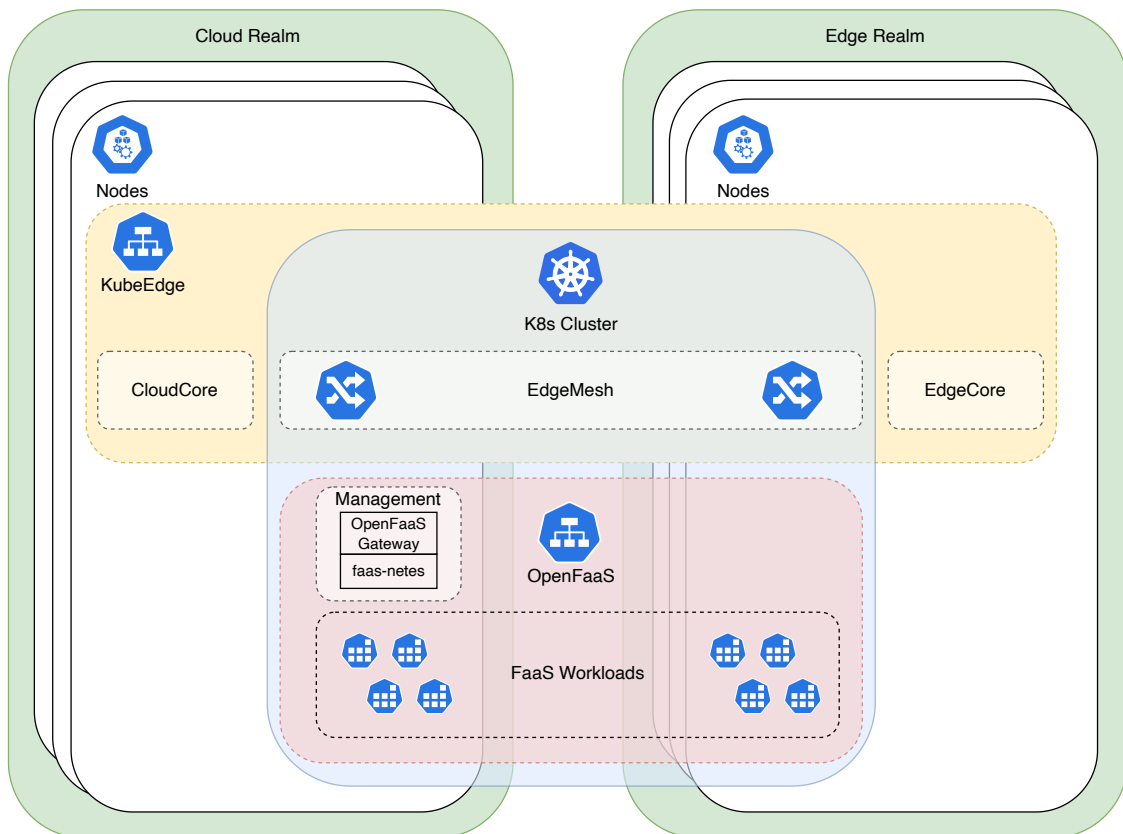 Cloud Realm
Edge Realm
Nodes
Nodes
KubeEdge
K8s Cluster
CloudCore
EdgeMesh
EdgeCore
Management
OpenFaaS
Gateway
faas-netes
OpenFaaS
FaaS Workloads